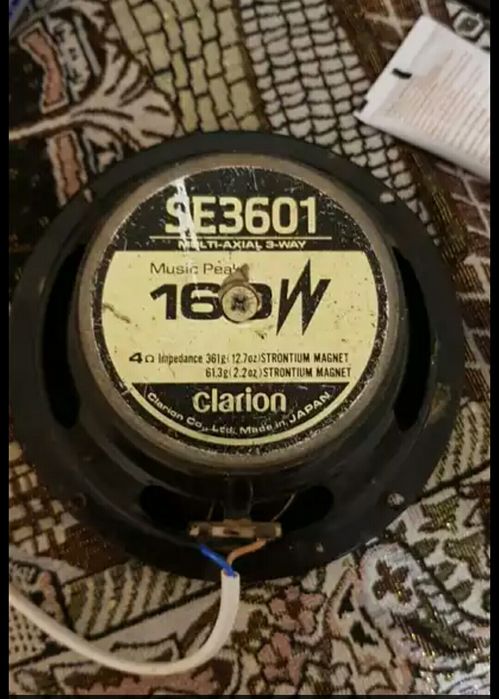 SE3601
MULTI-AXIAL 3-WAY
Music Peak
160W
4Ω Impedance 361g(12.7oz)STRONTIUM MAGNET
61.3g(2.2oz)STRONTIUM MAGNET
clarion
Clarion Co., Ltd. Made in JAPAN